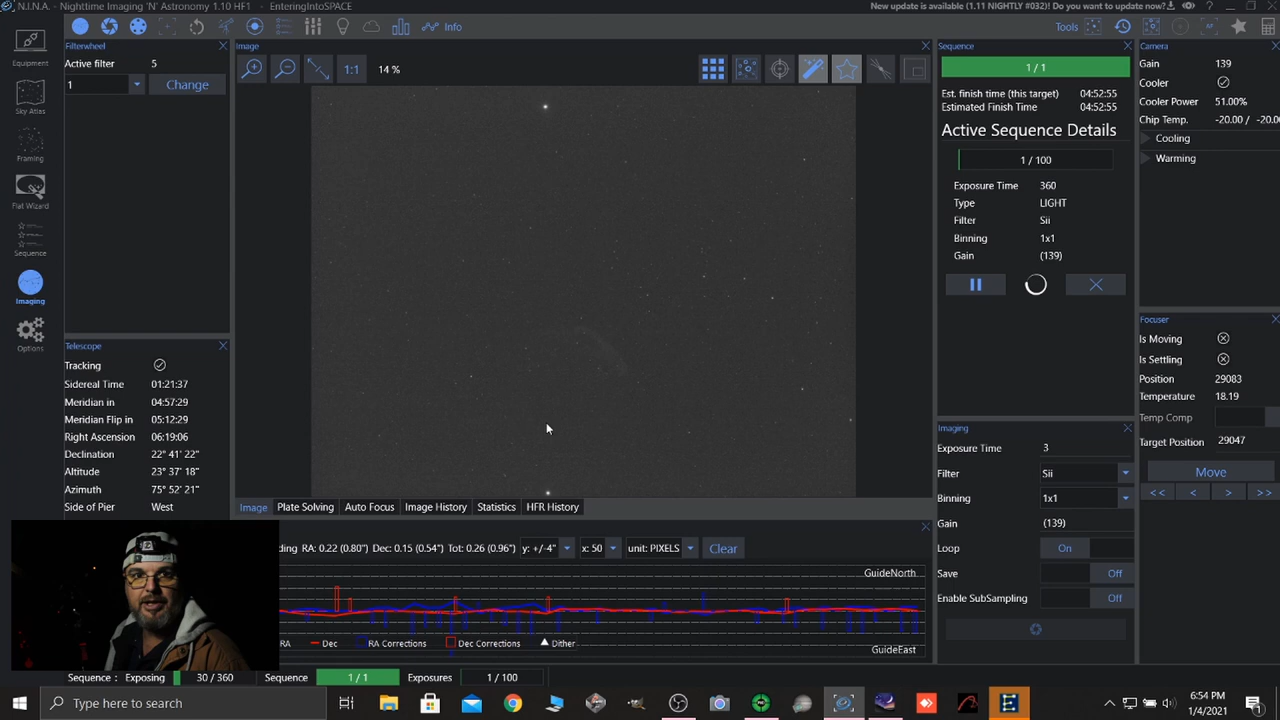 N.I.N.A. - Nighttime Imaging 'N' Astronomy 1.10 HF1 - EnteringIntoSPACE
New update is available (1.11 NIGHTLY #032)! Do you want to update now?
Info
Tools
Equipment
Sky Atlas
Framing
Flat Wizard
Sequence
Imaging
Options
Filterwheel
Active filter 5
1 Change
Telescope
Tracking
Sidereal Time 01:21:37
Meridian in 04:57:29
Meridian Flip in 05:12:29
Right Ascension 06:19:06
Declination 22° 41' 22"
Altitude 23° 37' 18"
Azimuth 75° 52' 21"
Side of Pier West
Image
1:1 14 %
Image Plate Solving Auto Focus Image History Statistics HFR History
ding RA: 0.22 (0.80") Dec: 0.15 (0.54") Tot: 0.26 (0.96") y: +/-4" x: 50 unit: PIXELS Clear
GuideNorth
RA Dec RA Corrections Dec Corrections Dither
GuideEast
Sequence
1 / 1
Est. finish time (this target) 04:52:55
Estimated Finish Time 04:52:55
Active Sequence Details
1 / 100
Exposure Time 360
Type LIGHT
Filter Sii
Binning 1x1
Gain (139)
Imaging
Exposure Time 3
Filter Sii
Binning 1x1
Gain (139)
Loop On
Save Off
Enable SubSampling Off
Camera
Gain 139
Cooler
Cooler Power 51.00%
Chip Temp. -20.00 / -20.00
Cooling
Warming
Focuser
Is Moving
Is Settling
Position 29083
Temperature 18.19
Temp Comp
Target Position 29047
Move
<< < > >>
Sequence : Exposing 30 / 360 Sequence 1 / 1 Exposures 1 / 100
Type here to search
6:54 PM
1/4/2021